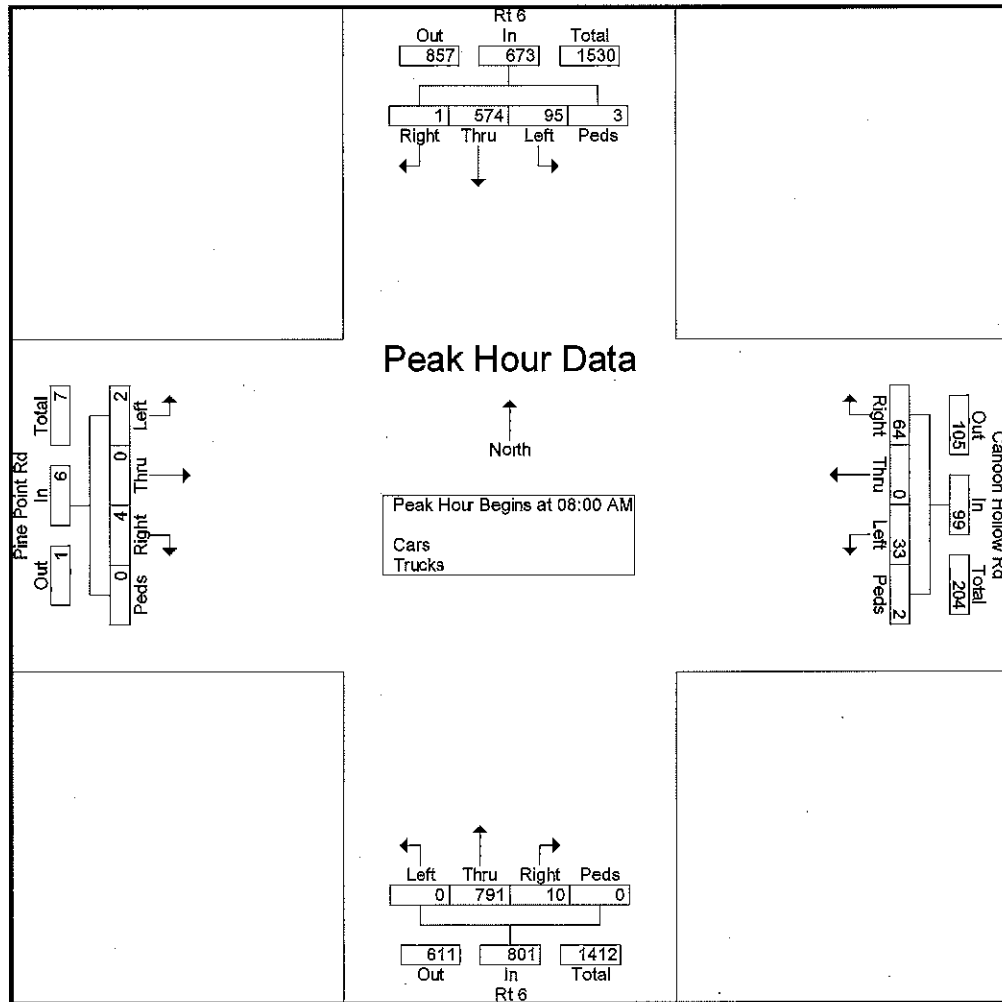 Rt 6
Out In Total
857 673 1530
1 574 95 3
Right Thru Left Peds
Peak Hour Data
North
Peak Hour Begins at 08:00 AM
Cars
Trucks
Pine Point Rd
Out In Total
1 6 7
2 0 4 0
Left Thru Right Peds
Cahoon Hollow Rd
Out In Total
105 99 204
64 0 33 2
Right Thru Left Peds
Left Thru Right Peds
0 791 10 0
611 801 1412
Out In Total
Rt 6